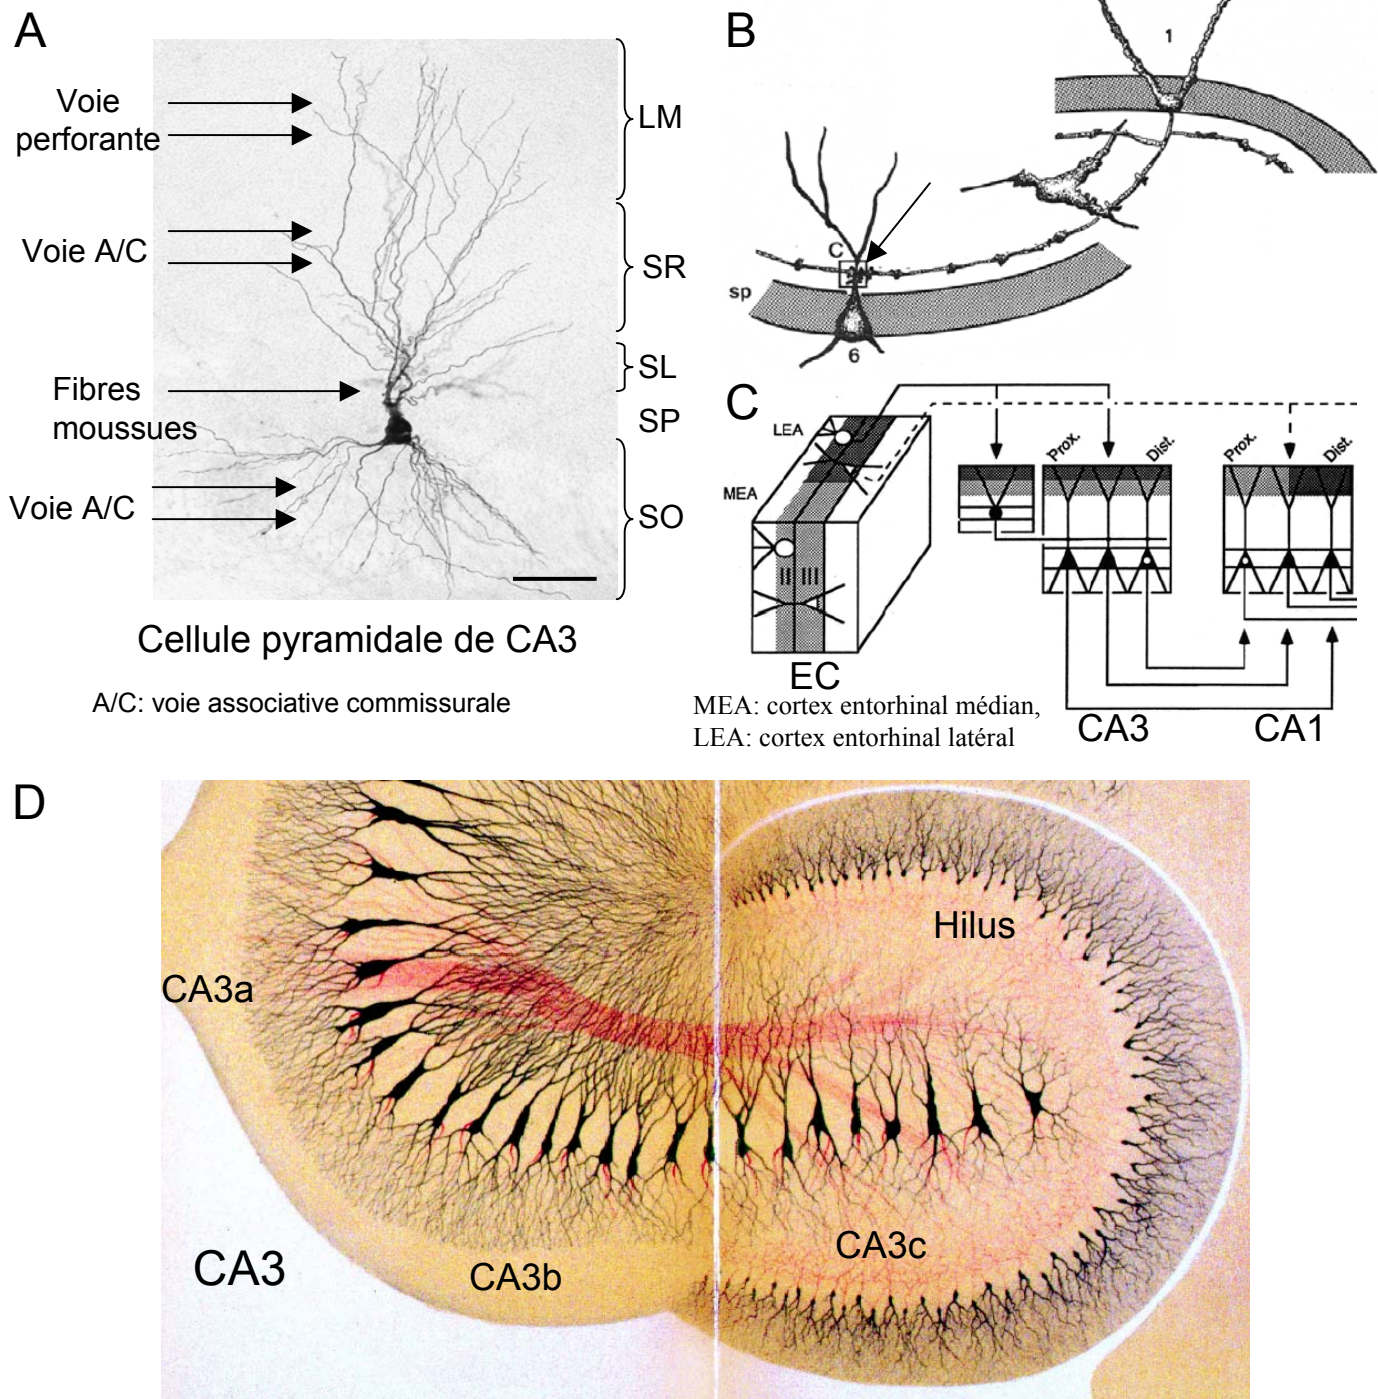 A
Voie
perforante
Voie A/C
Fibres
moussues
Voie A/C
LM
SR
SL
SP
SO
Cellule pyramidale de CA3
A/C: voie associative commissurale
B
1
C
sp
6
C
LEA
MEA
II III
EC
Prox. Dist.
Prox. Dist.
CA3 CA1
MEA: cortex entorhinal médian,
LEA: cortex entorhinal latéral
D
Hilus
CA3a
CA3c
CA3
CA3b